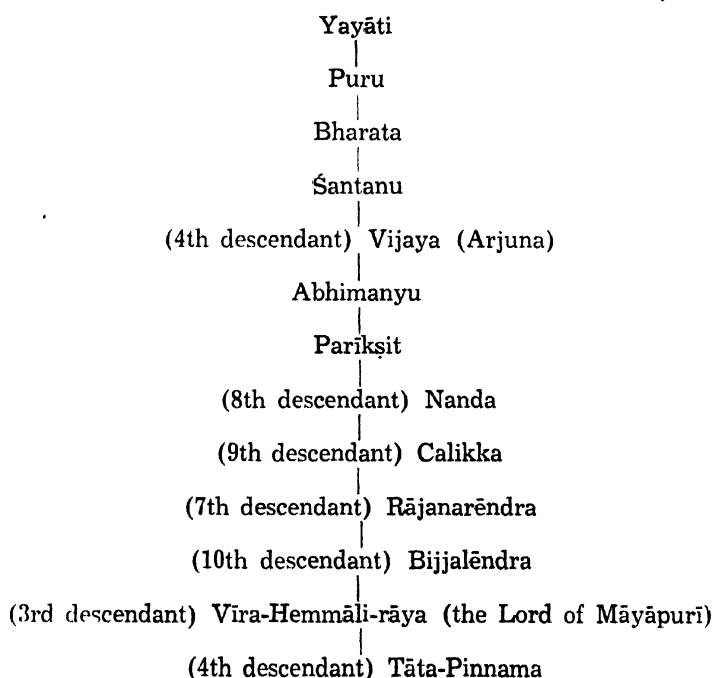 Yayāti
Puru
Bharata
Śantanu
(4th descendant) Vijaya (Arjuna)
Abhimanyu
Parīkṣit
(8th descendant) Nanda
(9th descendant) Calikka
(7th descendant) Rājanarēndra
(10th descendant) Bijjalēndra
(3rd descendant) Vīra-Hemmāli-rāya (the Lord of Māyāpurī)
(4th descendant) Tāta-Pinnama